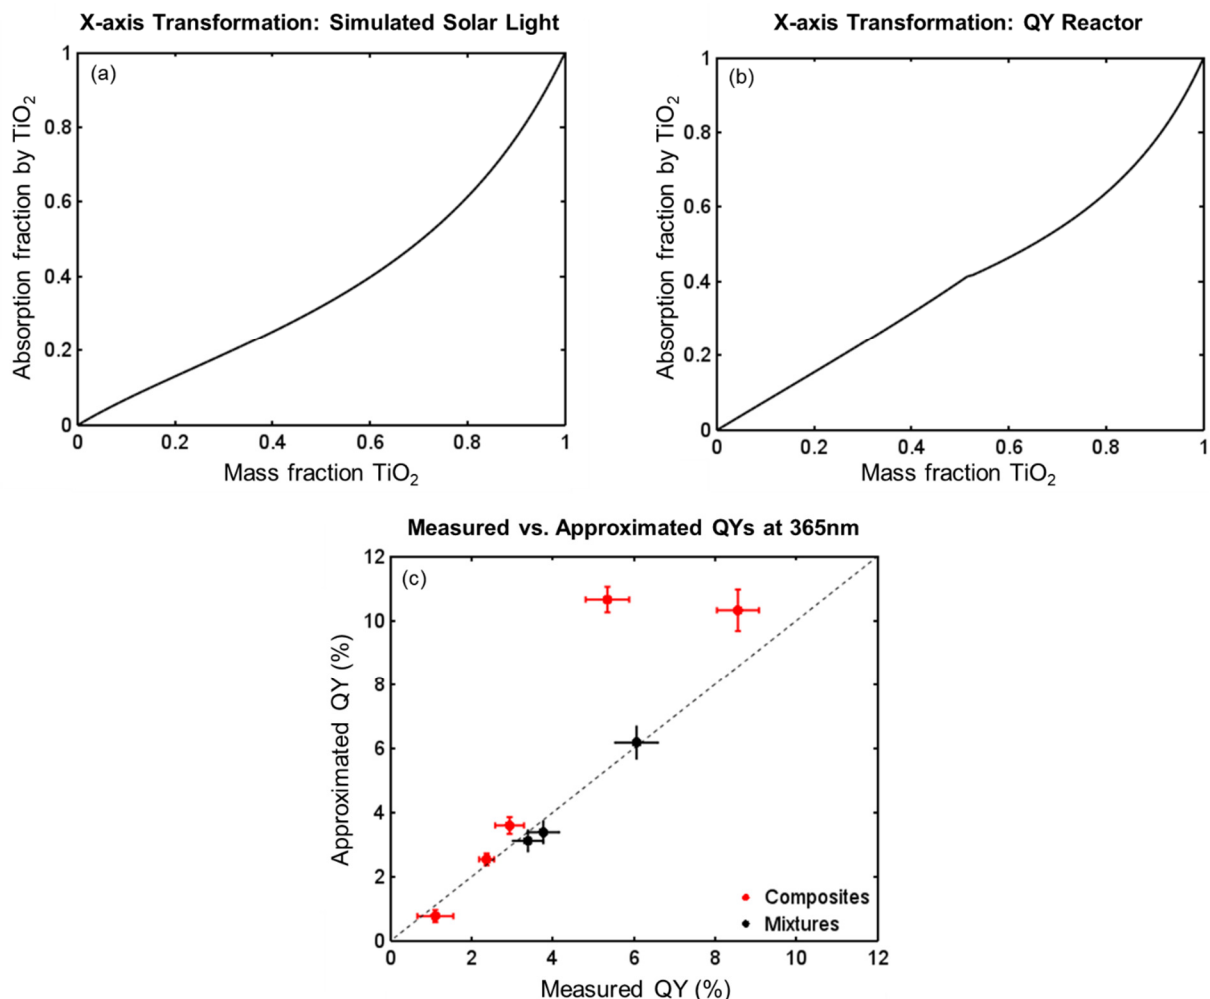 X-axis Transformation: Simulated Solar Light
(a)
Absorption fraction by TiO₂
1
0.8
0.6
0.4
0.2
0
0 0.2 0.4 0.6 0.8 1
Mass fraction TiO₂
X-axis Transformation: QY Reactor
(b)
Absorption fraction by TiO₂
1
0.8
0.6
0.4
0.2
0
0 0.2 0.4 0.6 0.8 1
Mass fraction TiO₂
Measured vs. Approximated QYs at 365nm
(c)
Approximated QY (%)
12
10
8
6
4
2
0
Composites
Mixtures
0 2 4 6 8 10 12
Measured QY (%)